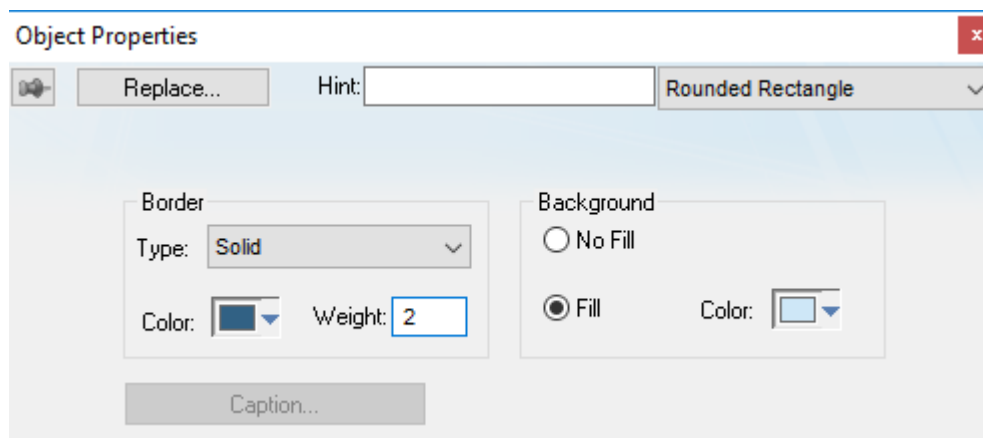 Object Properties
x
Replace... Hint: Rounded Rectangle
Border
Type: Solid
Color: Weight: 2
Background
No Fill
Fill Color:
Caption...